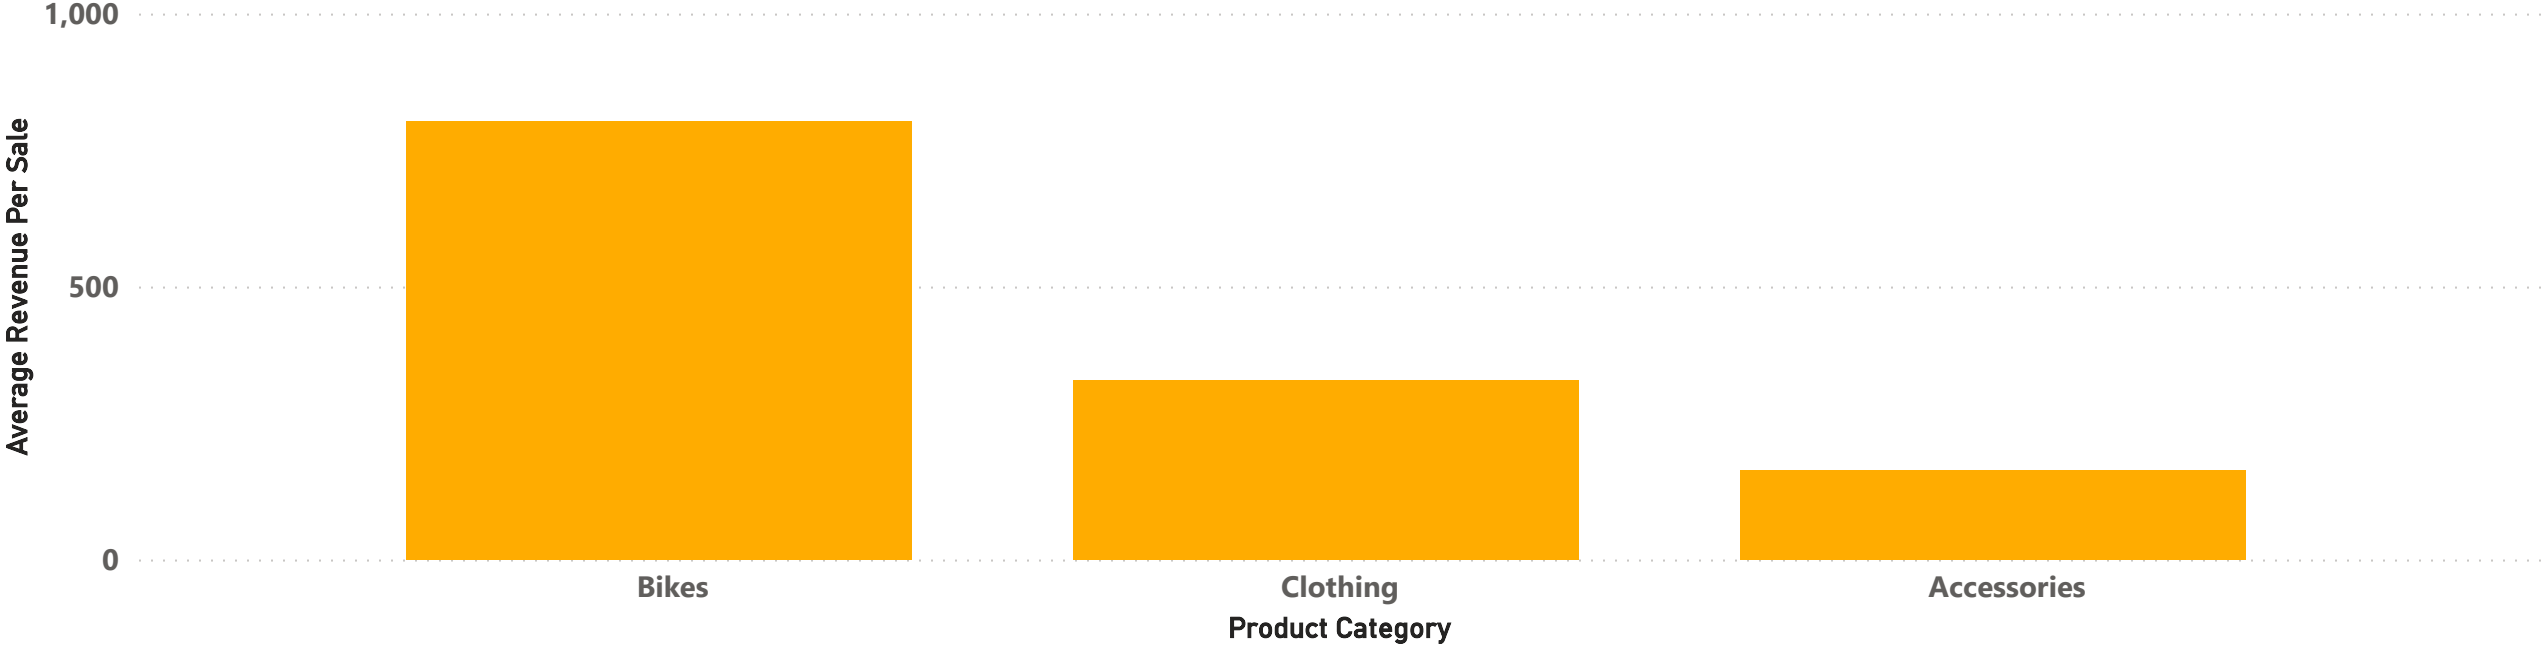 Average Revenue Per Sale
1,000
500
0
Bikes Clothing Accessories
Product Category